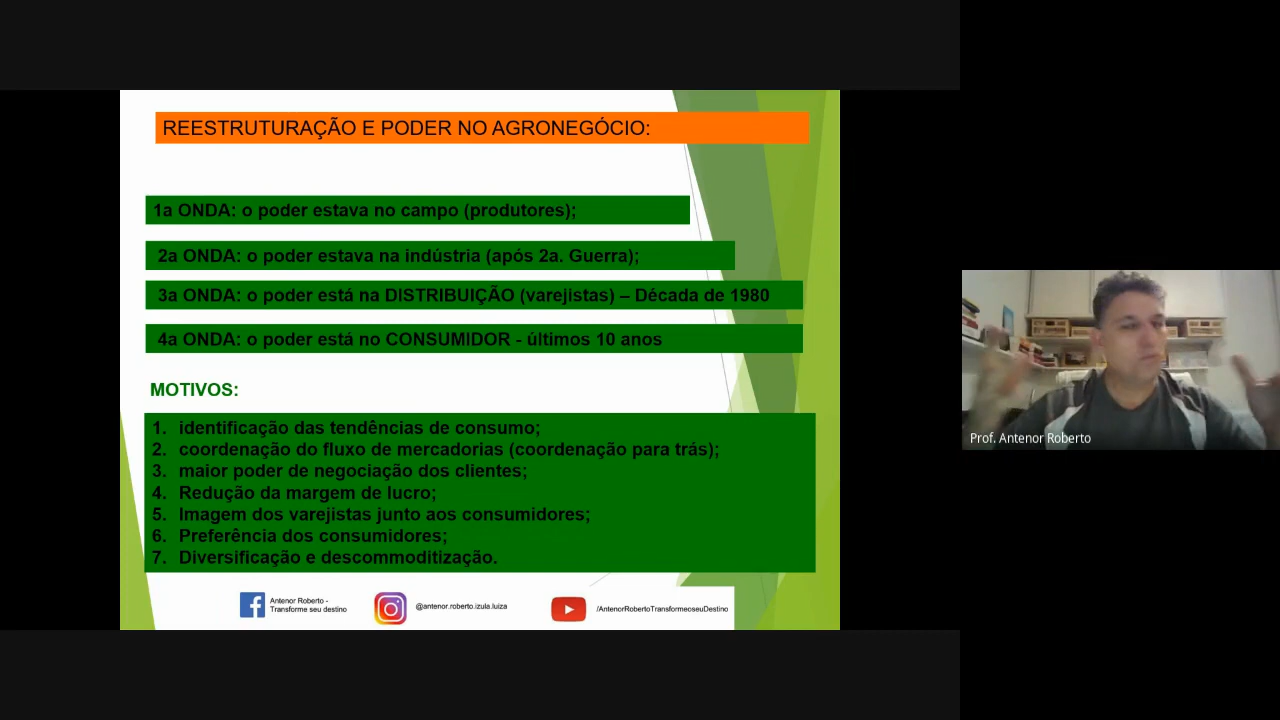 REESTRUTURAÇÃO E PODER NO AGRONEGÓCIO:
1a ONDA: o poder estava no campo (produtores);
2a ONDA: o poder estava na indústria (após 2a. Guerra);
3a ONDA: o poder está na DISTRIBUIÇÃO (varejistas) – Década de 1980
4a ONDA: o poder está no CONSUMIDOR - últimos 10 anos
MOTIVOS:
1. identificação das tendências de consumo;
2. coordenação do fluxo de mercadorias (coordenação para trás);
3. maior poder de negociação dos clientes;
4. Redução da margem de lucro;
5. Imagem dos varejistas junto aos consumidores;
6. Preferência dos consumidores;
7. Diversificação e descommoditização.
Antenor Roberto -
Transforme seu destino
@antenor.roberto.izula.luiza
/AntenorRobertoTransformeoseuDestino
Prof. Antenor Roberto